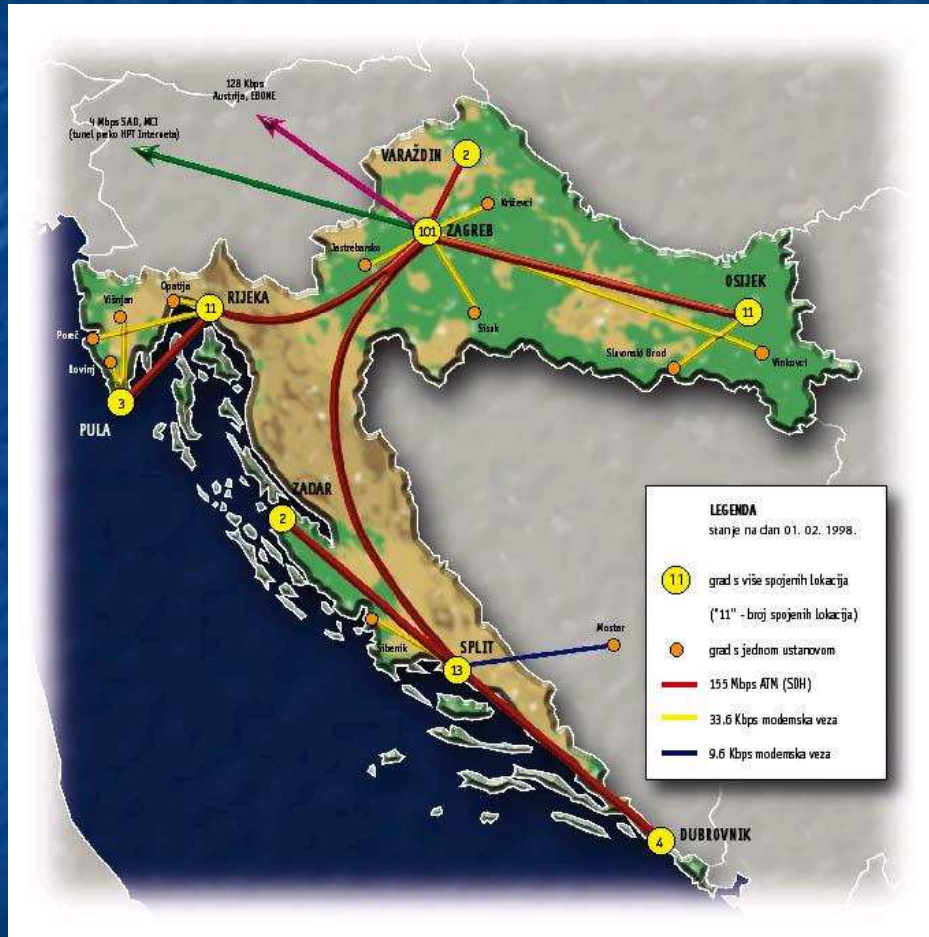 128 Kbps
Austrija, EBONE
4 Mbps SAD, MCI
(tunel preko HPT Interneta)
VARAŽDIN
2
Križevci
101
ZAGREB
Jastrebarsko
OSIJEK
11
Opatija
RIJEKA
11
Višnjan
Sisak
Poreč
Slavonski Brod
Vinkovci
Rovinj
3
PULA
ZADAR
2
LEGENDA
stanje na dan 01. 02. 1998.
11
grad s više spojenih lokacija
("11" - broj spojenih lokacija)
Mostar
Šibenik
SPLIT
13
grad s jednom ustanovom
155 Mbps ATM (SDH)
33.6 Kbps modemska veza
9.6 Kbps modemska veza
DUBROVNIK
4